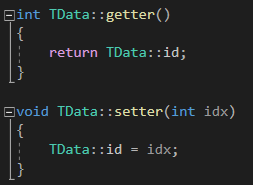 int TData::getter()
{
    return TData::id;
}

void TData::setter(int idx)
{
    TData::id = idx;
}